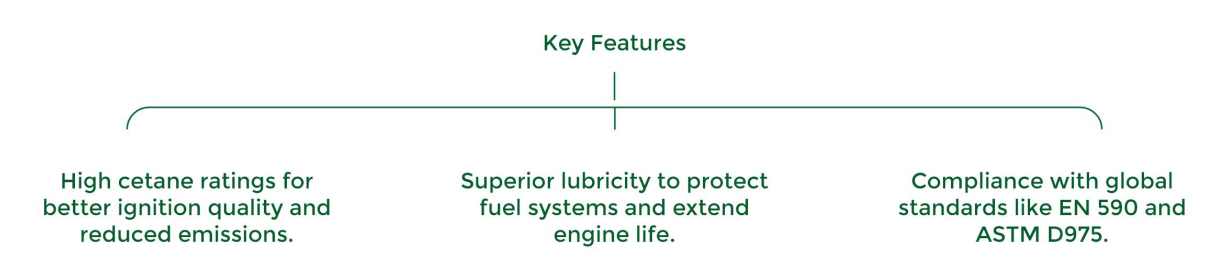 Key Features
High cetane ratings for
better ignition quality and
reduced emissions.
Superior lubricity to protect
fuel systems and extend
engine life.
Compliance with global
standards like EN 590 and
ASTM D975.